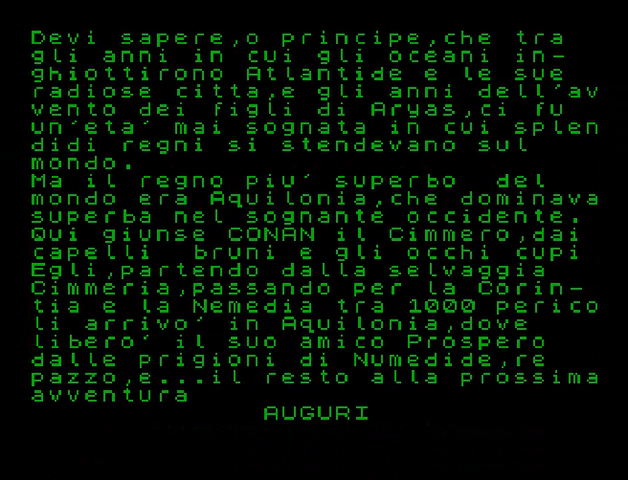 Devi sapere,o principe,che tra
gli anni in cui gli oceani in-
ghiottirono Atlantide e le sue
radiose citta,e gli anni dell'av
vento dei figli di Aryas,ci fu
un'eta' mai sognata in cui splen
didi regni si stendevano sul
mondo.
Ma il regno piu' superbo del
mondo era Aquilonia,che dominava
superba nel sognante occidente.
Qui giunse CONAN il Cimmero,dai
capelli bruni e gli occhi cupi
Egli,partendo dalla selvaggia
Cimmeria,passando per la Corin-
tia e la Nemedia tra 1000 perico
li arrivo' in Aquilonia,dove
libero' il suo amico Prospero
dalle prigioni di Numedide,re
pazzo,e...il resto alla prossima
avventura
AUGURI